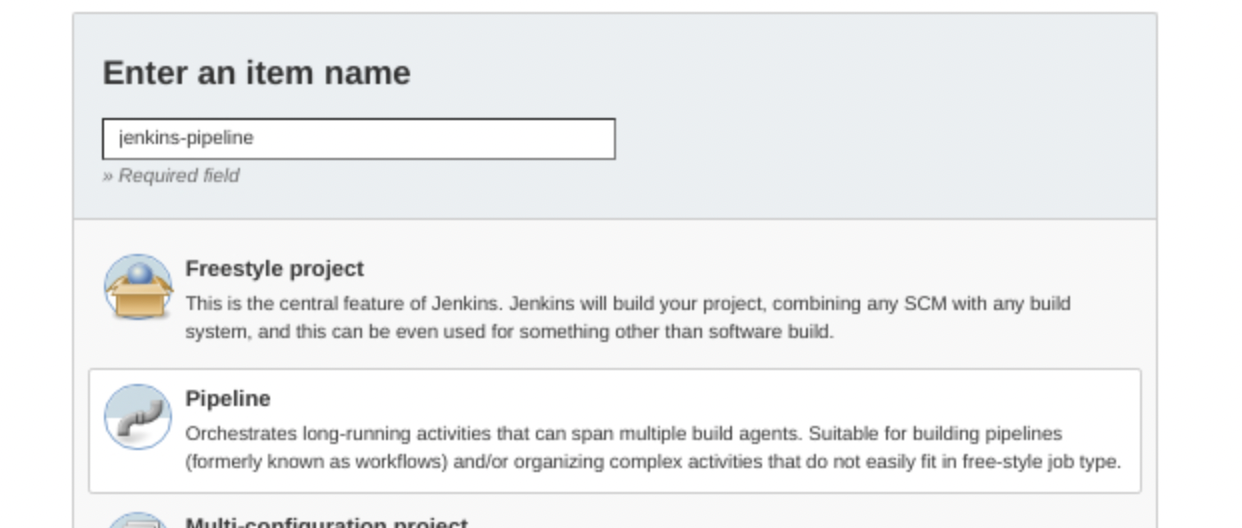 Enter an item name
jenkins-pipeline
» Required field
Freestyle project
This is the central feature of Jenkins. Jenkins will build your project, combining any SCM with any build
system, and this can be even used for something other than software build.
Pipeline
Orchestrates long-running activities that can span multiple build agents. Suitable for building pipelines
(formerly known as workflows) and/or organizing complex activities that do not easily fit in free-style job type.
Multi-configuration project